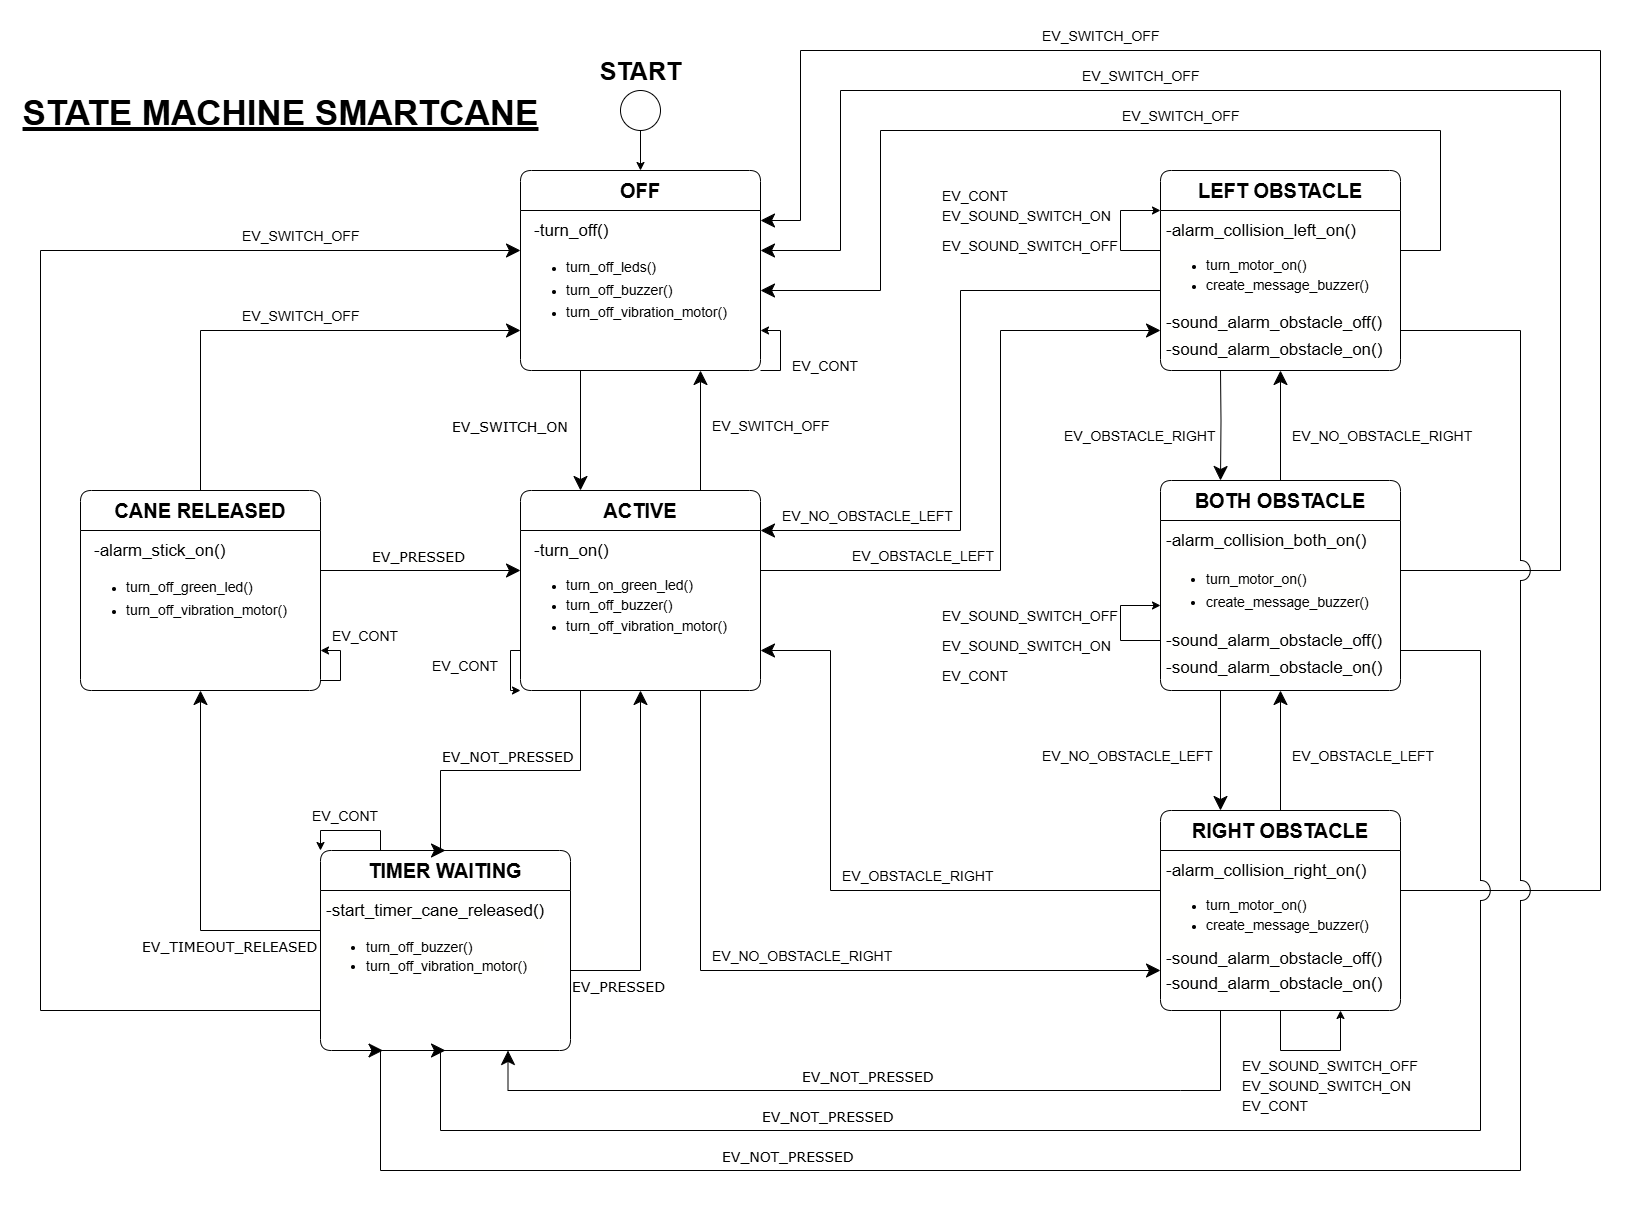 STATE MACHINE SMARTCANE
START
EV_SWITCH_OFF
EV_SWITCH_OFF
EV_SWITCH_OFF
OFF
-turn_off()
• turn_off_leds()
• turn_off_buzzer()
• turn_off_vibration_motor()
EV_CONT
EV_SWITCH_OFF
EV_SWITCH_OFF
EV_SWITCH_ON
EV_SWITCH_OFF
LEFT OBSTACLE
-alarm_collision_left_on()
• turn_motor_on()
• create_message_buzzer()
-sound_alarm_obstacle_off()
-sound_alarm_obstacle_on()
EV_CONT
EV_SOUND_SWITCH_ON
EV_SOUND_SWITCH_OFF
EV_OBSTACLE_RIGHT
EV_NO_OBSTACLE_RIGHT
CANE RELEASED
-alarm_stick_on()
• turn_off_green_led()
• turn_off_vibration_motor()
EV_CONT
EV_PRESSED
ACTIVE
-turn_on()
• turn_on_green_led()
• turn_off_buzzer()
• turn_off_vibration_motor()
EV_CONT
EV_NO_OBSTACLE_LEFT
EV_OBSTACLE_LEFT
BOTH OBSTACLE
-alarm_collision_both_on()
• turn_motor_on()
• create_message_buzzer()
-sound_alarm_obstacle_off()
-sound_alarm_obstacle_on()
EV_SOUND_SWITCH_OFF
EV_SOUND_SWITCH_ON
EV_CONT
EV_NOT_PRESSED
EV_NO_OBSTACLE_LEFT
EV_OBSTACLE_LEFT
EV_CONT
TIMER WAITING
-start_timer_cane_released()
• turn_off_buzzer()
• turn_off_vibration_motor()
EV_TIMEOUT_RELEASED
EV_PRESSED
EV_OBSTACLE_RIGHT
EV_NO_OBSTACLE_RIGHT
RIGHT OBSTACLE
-alarm_collision_right_on()
• turn_motor_on()
• create_message_buzzer()
-sound_alarm_obstacle_off()
-sound_alarm_obstacle_on()
EV_SOUND_SWITCH_OFF
EV_SOUND_SWITCH_ON
EV_CONT
EV_NOT_PRESSED
EV_NOT_PRESSED
EV_NOT_PRESSED